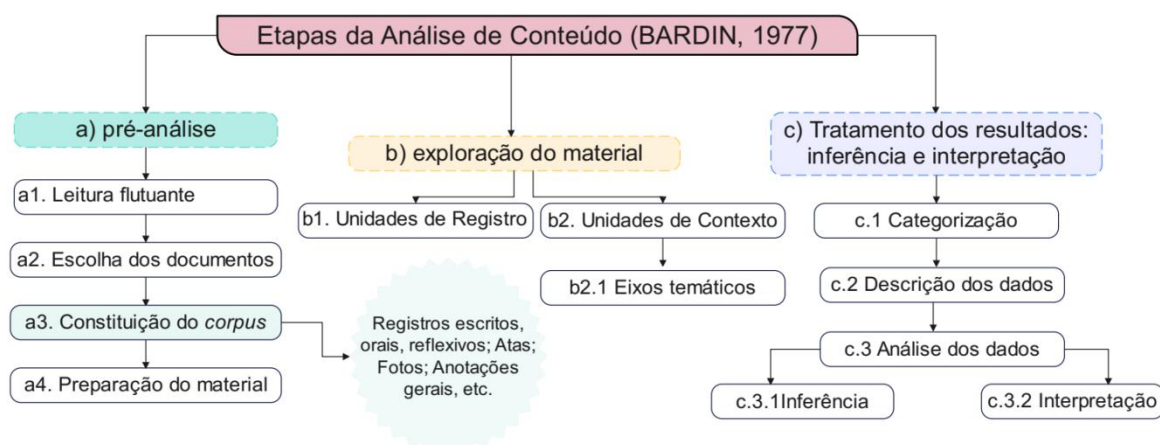 Etapas da Análise de Conteúdo (BARDIN, 1977)
a) pré-análise
a1. Leitura flutuante
a2. Escolha dos documentos
a3. Constituição do corpus
a4. Preparação do material
Registros escritos,
orais, reflexivos; Atas;
Fotos; Anotações
gerais, etc.
b) exploração do material
b1. Unidades de Registro
b2. Unidades de Contexto
b2.1 Eixos temáticos
c) Tratamento dos resultados:
inferência e interpretação
c.1 Categorização
c.2 Descrição dos dados
c.3 Análise dos dados
c.3.1Inferência
c.3.2 Interpretação